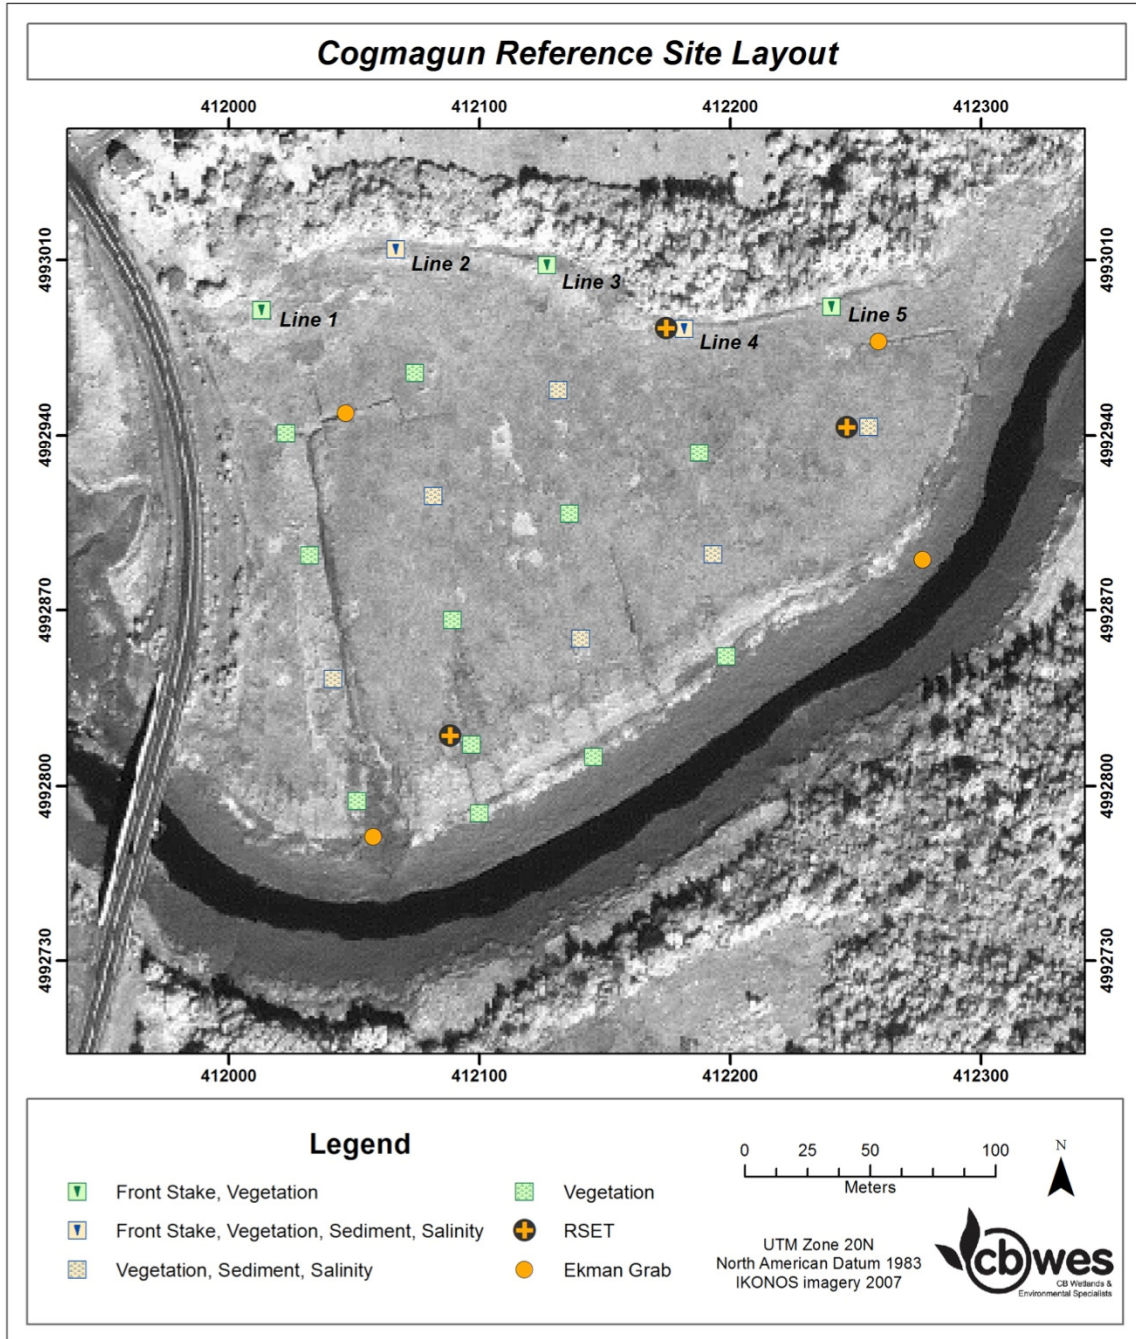 Cogmagun Reference Site Layout
412000 412100 412200 412300
4993010 4993010
Line 2
Line 3
Line 1
Line 5
Line 4
4992940 4992940
4992870 4992870
4992800 4992800
4992730 4992730
412000 412100 412200 412300
Legend
Front Stake, Vegetation
Front Stake, Vegetation, Sediment, Salinity
Vegetation, Sediment, Salinity
Vegetation
RSET
Ekman Grab
0 25 50 100
Meters
N
UTM Zone 20N
North American Datum 1983
IKONOS imagery 2007
cbwes
CB Wetlands &
Environmental Specialists